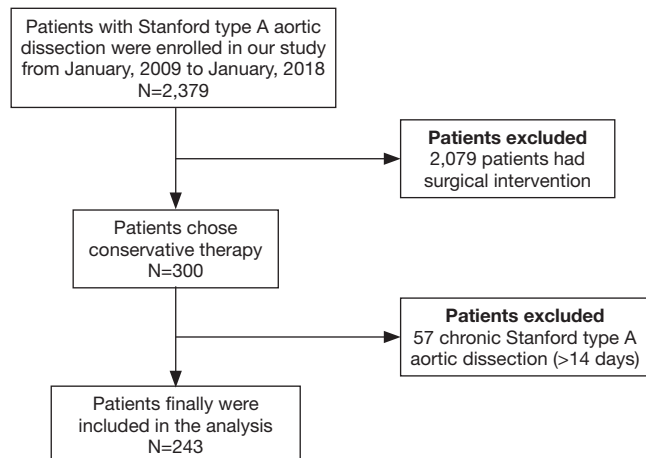 Patients with Stanford type A aortic
dissection were enrolled in our study
from January, 2009 to January, 2018
N=2,379
Patients excluded
2,079 patients had
surgical intervention
Patients chose
conservative therapy
N=300
Patients excluded
57 chronic Stanford type A
aortic dissection (>14 days)
Patients finally were
included in the analysis
N=243